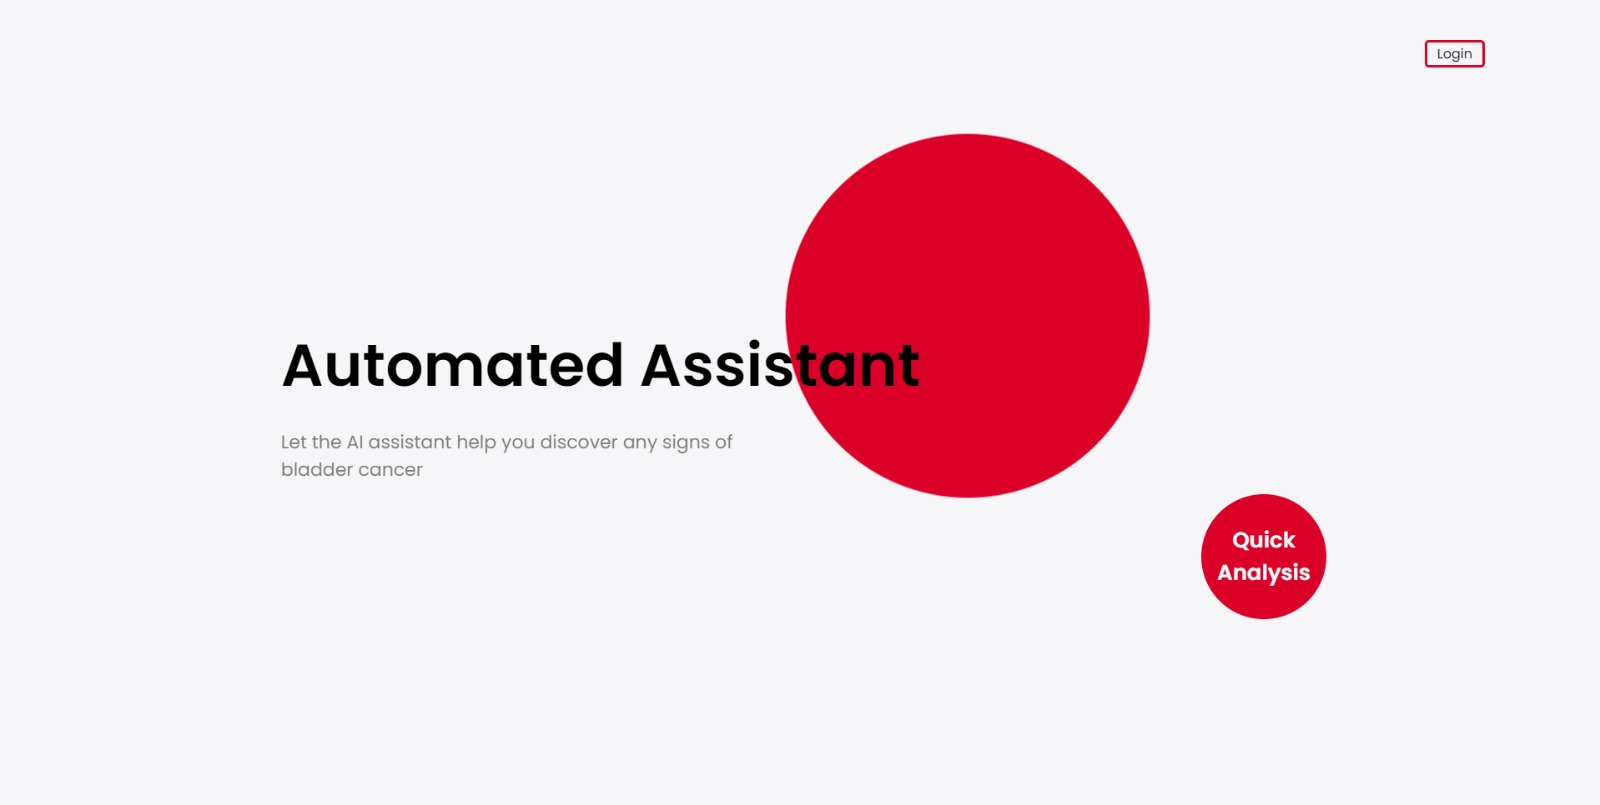 Login
Automated Assistant
Let the AI assistant help you discover any signs of
bladder cancer
Quick
Analysis